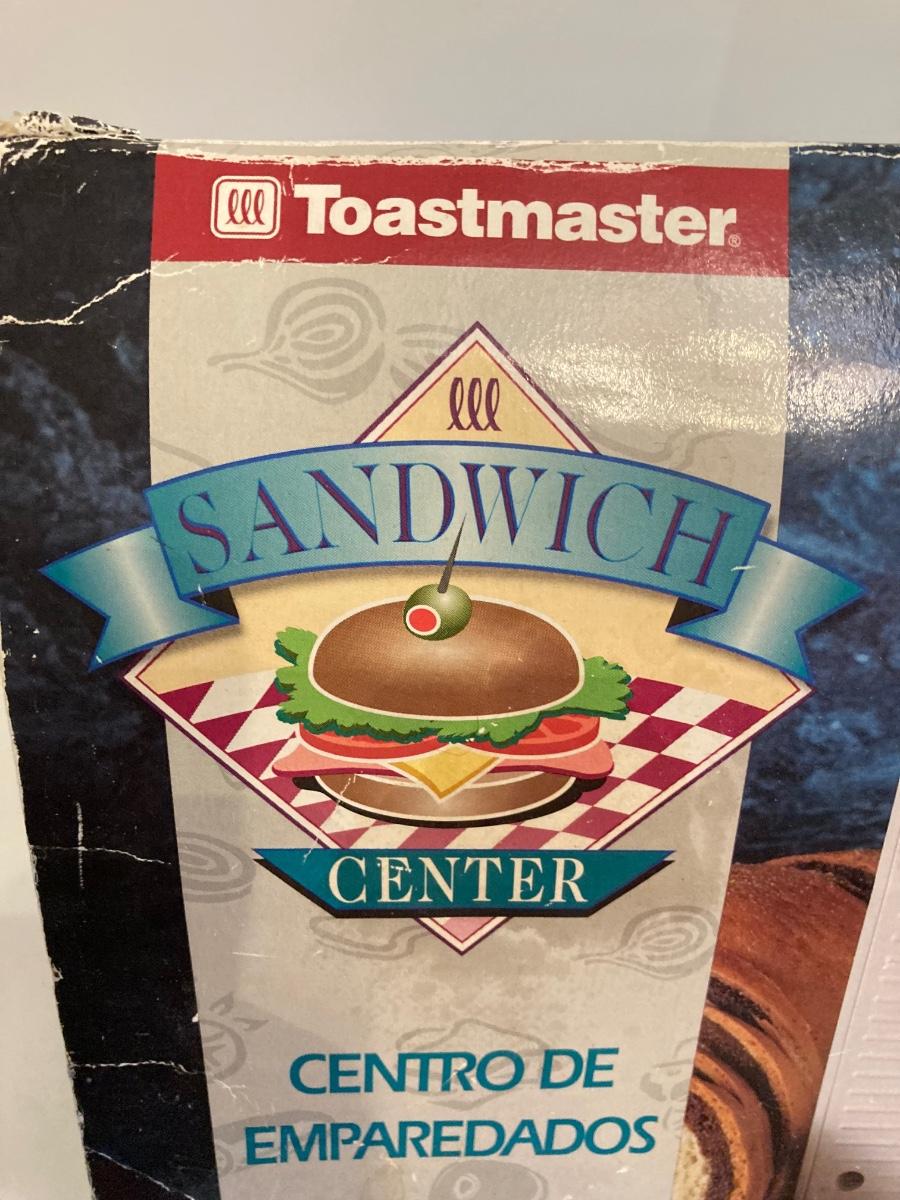 Toastmaster®
SANDWICH
CENTER
CENTRO DE
EMPAREDADOS